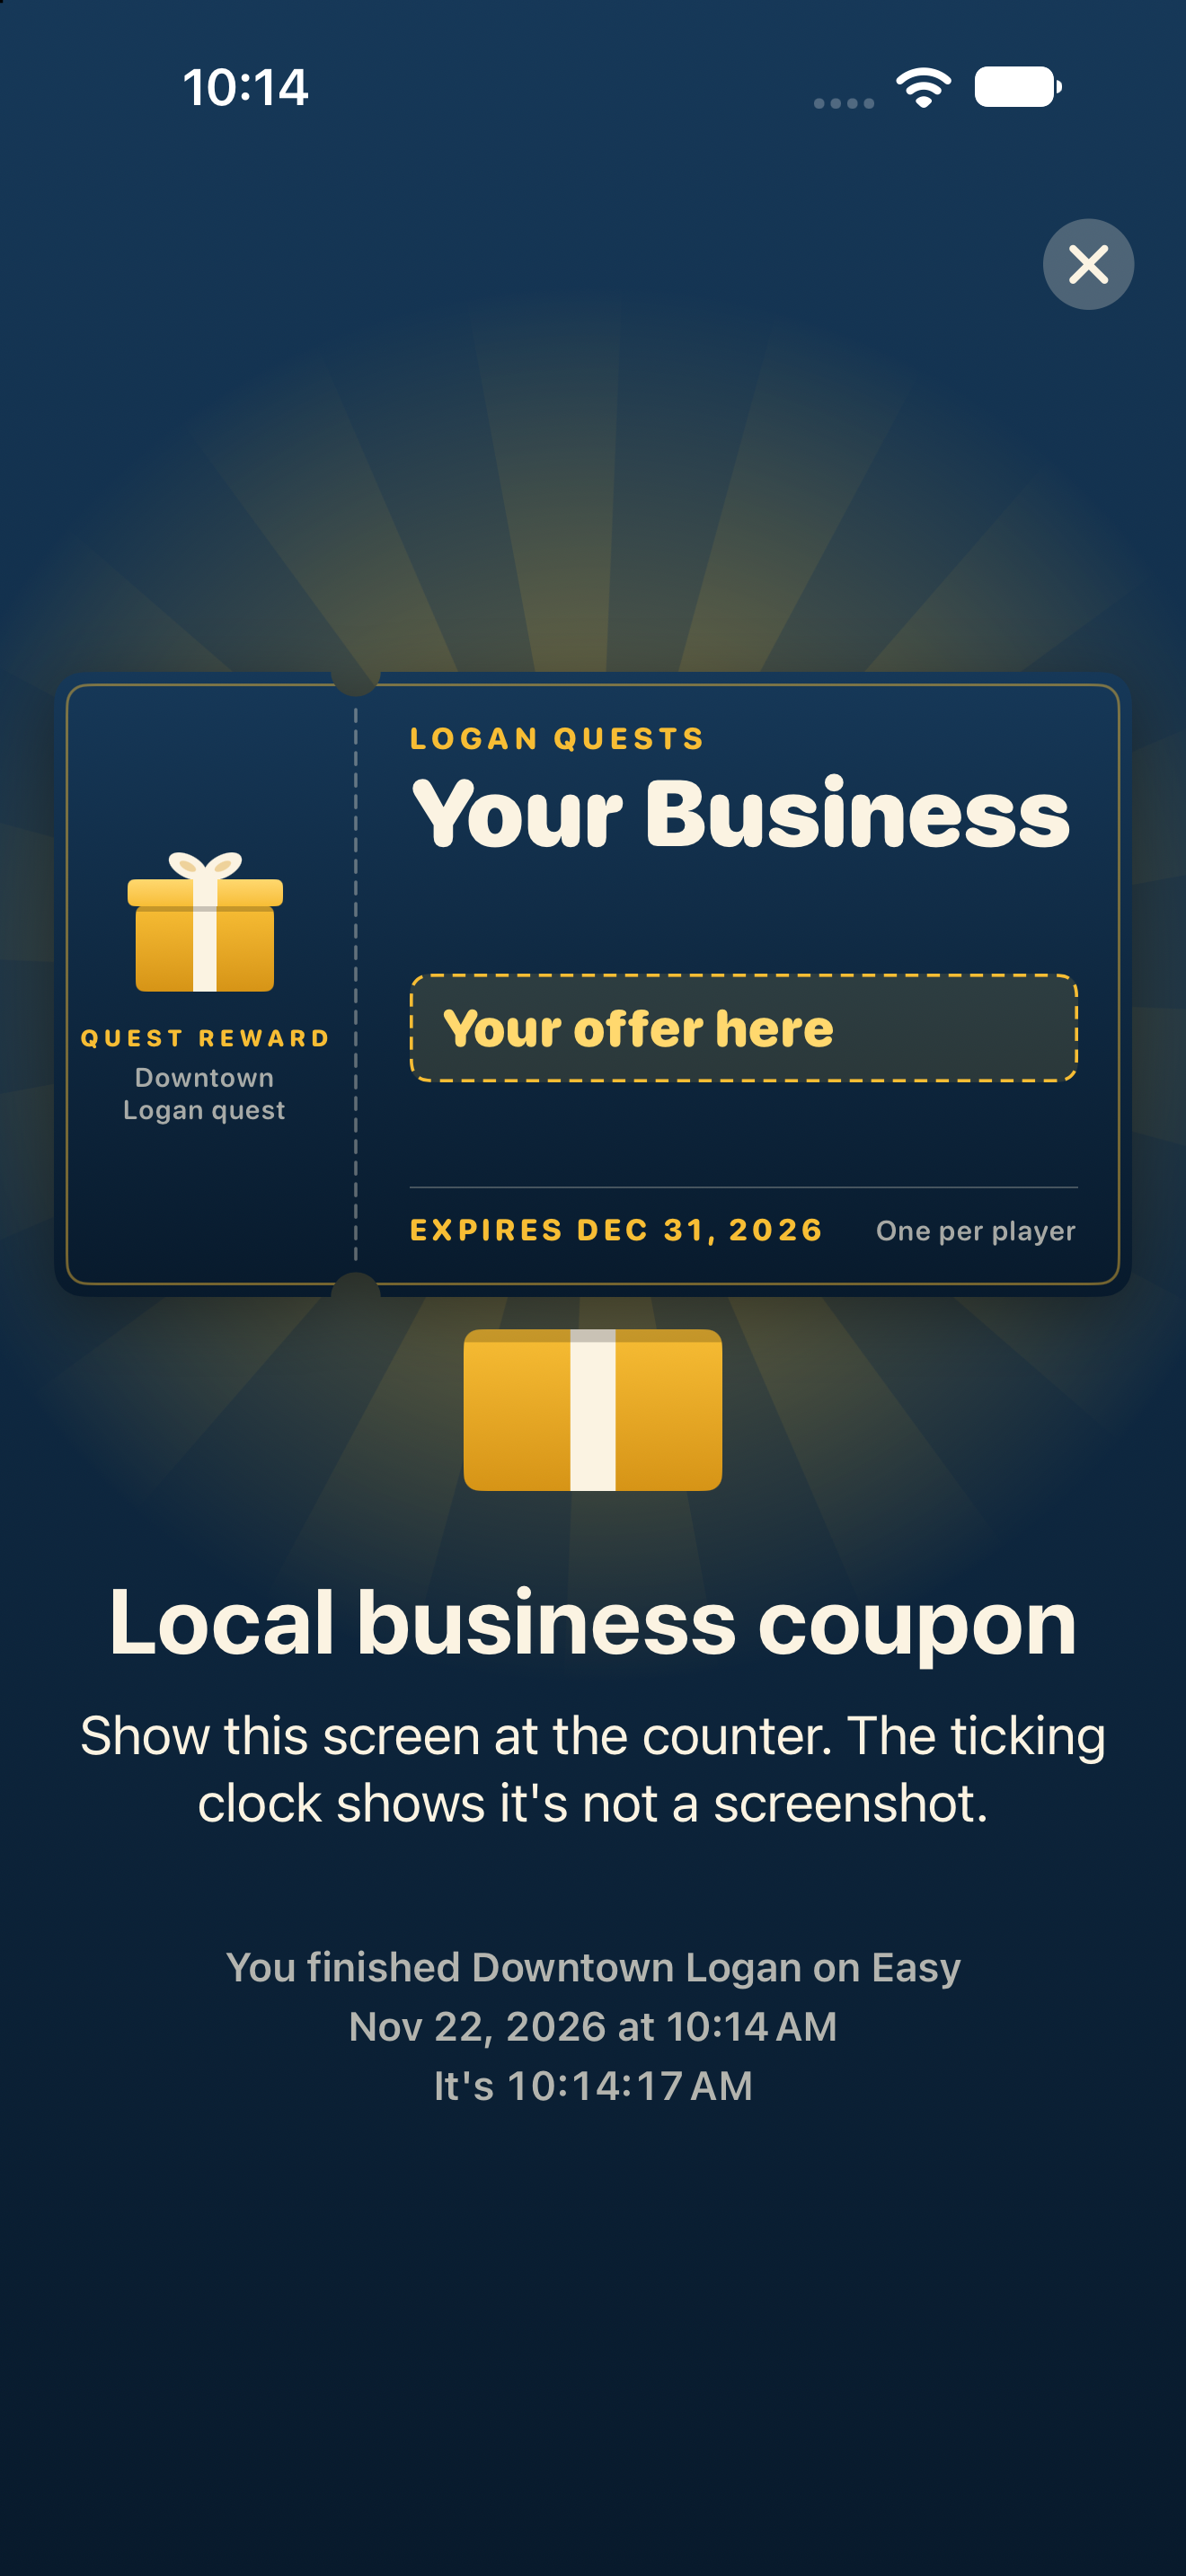 10:14
LOGAN QUESTS
Your Business
Your offer here
QUEST REWARD
Downtown
Logan quest
EXPIRES DEC 31, 2026
One per player
Local business coupon
Show this screen at the counter. The ticking
clock shows it's not a screenshot.
You finished Downtown Logan on Easy
Nov 22, 2026 at 10:14 AM
It's 10:14:17 AM